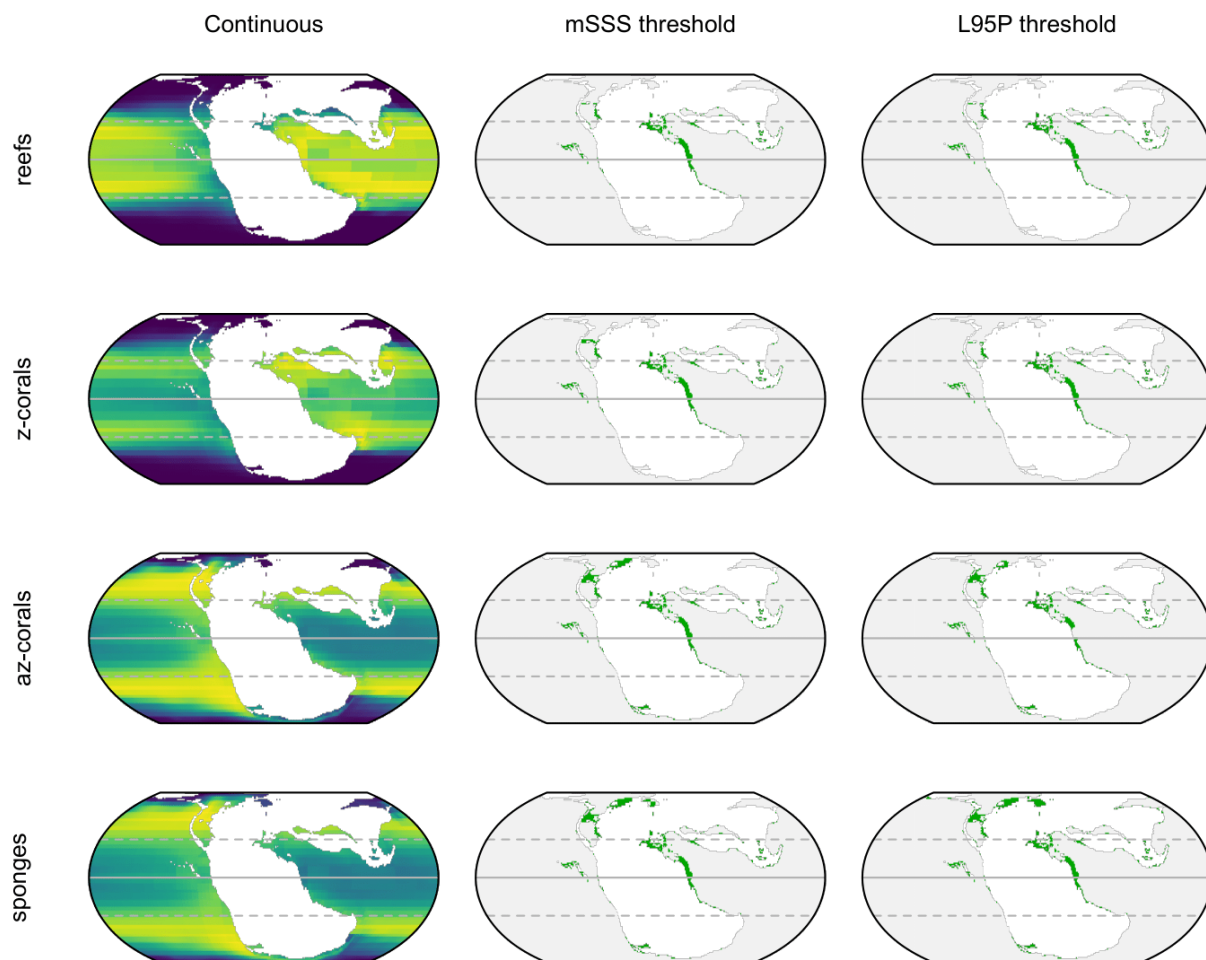 Continuous mSSS threshold L95P threshold
reefs
z-corals
az-corals
sponges